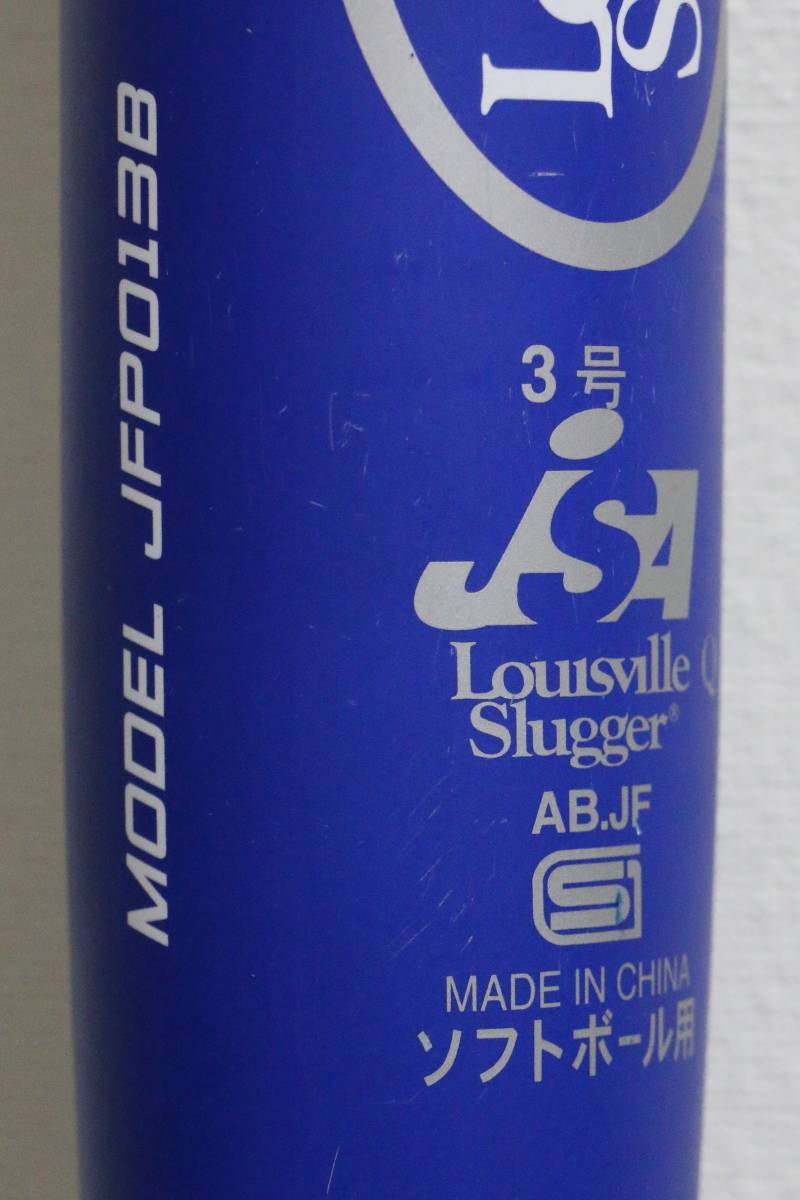 MODEL JFP013B
3号
JSA
Louisville
Slugger®
AB.JF
MADE IN CHINA
ソフトボール用